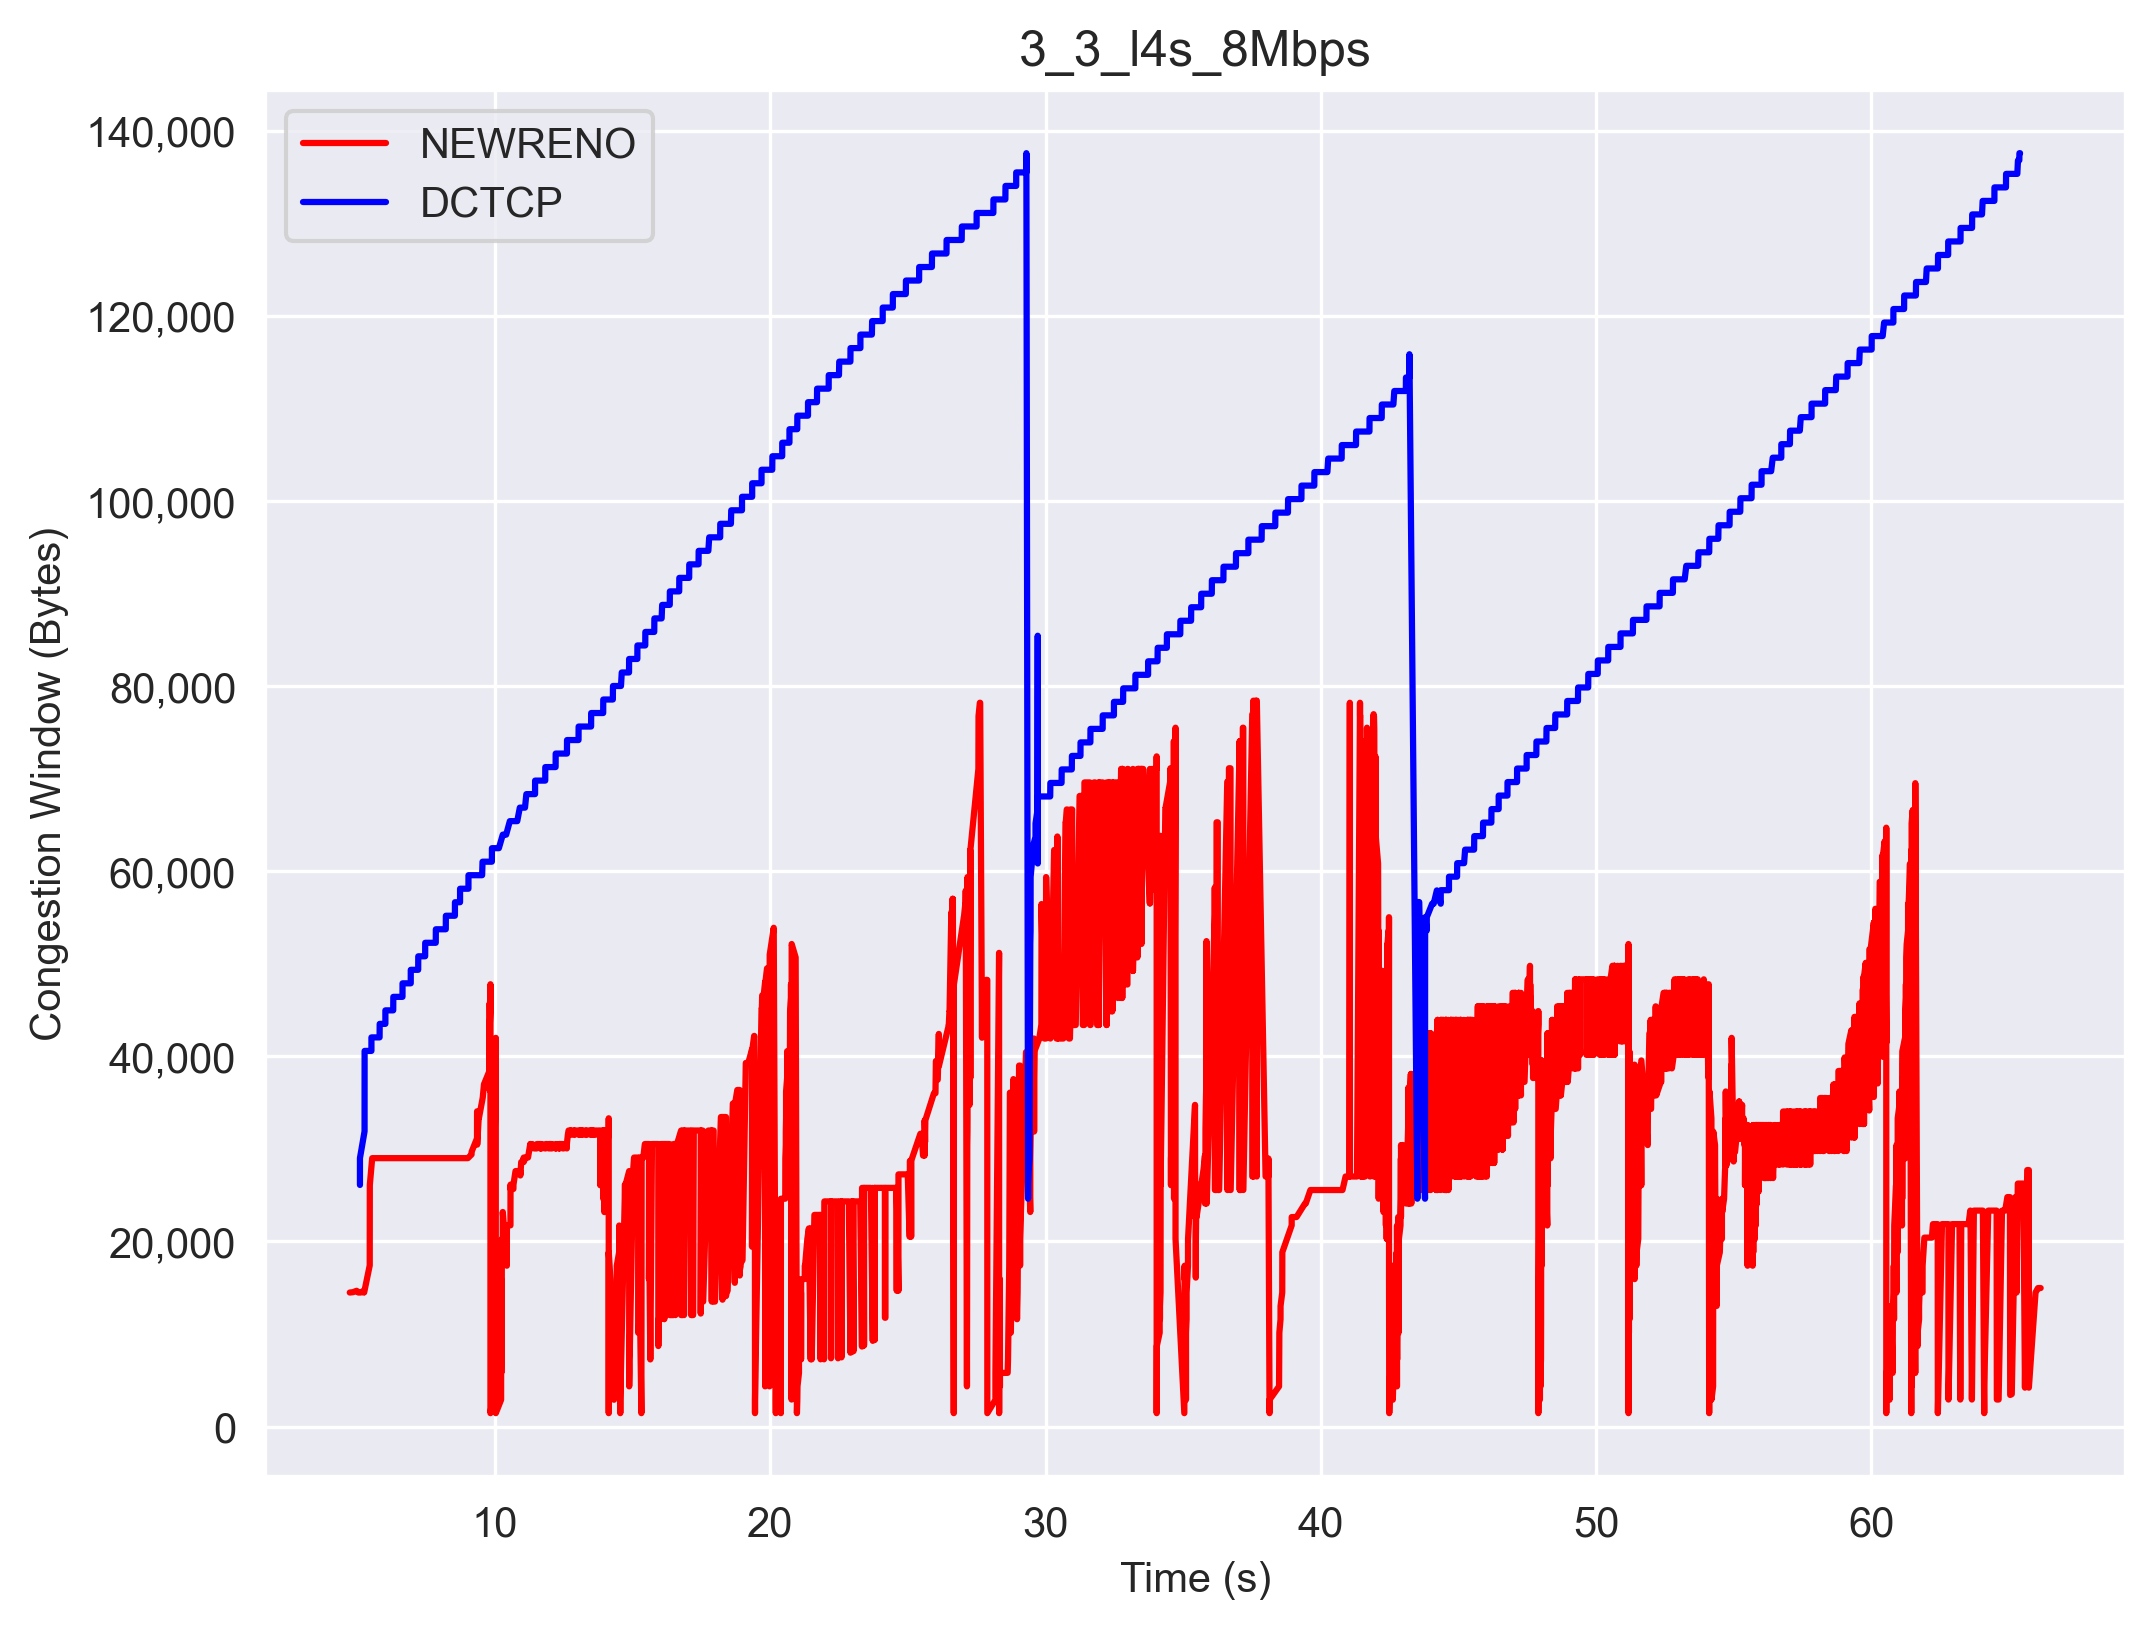 3_3_l4s_8Mbps
NEWRENO
DCTCP
Congestion Window (Bytes)
140,000
120,000
100,000
80,000
60,000
40,000
20,000
0
10 20 30 40 50 60
Time (s)